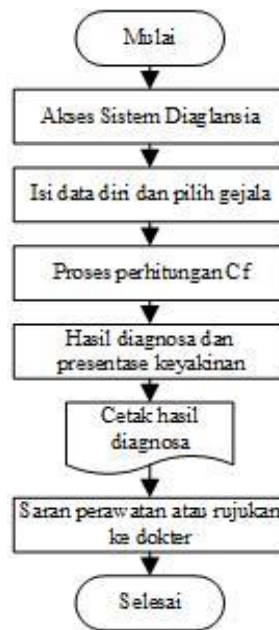 Mulai
Akses Sistem Diaglansia
Isi data diri dan pilih gejala
Proses perhitungan Cf
Hasil diagnosa dan
presentase keyakinan
Cetak hasil
diagnosa
Saran perawatan atau rujukan
ke dokter
Selesai